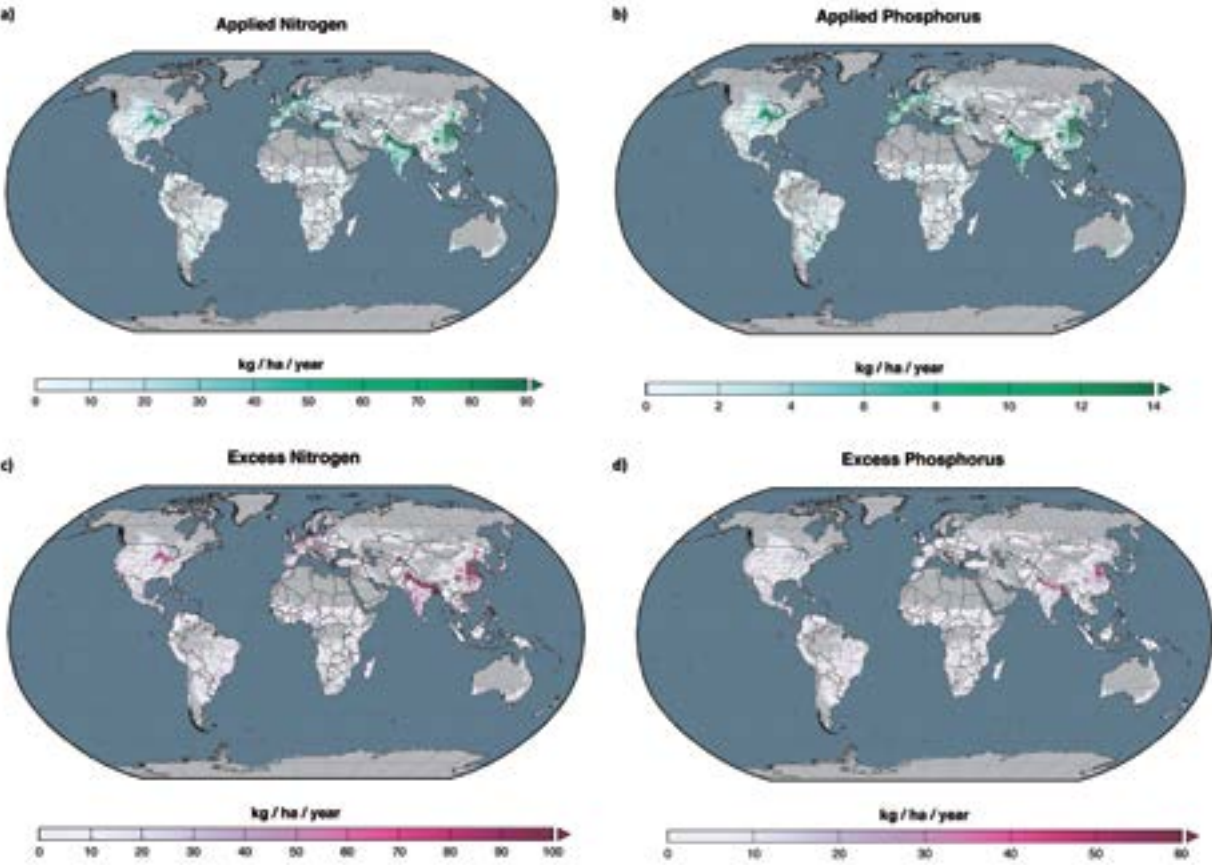 a)
Applied Nitrogen
kg / ha / year
0 10 20 30 40 50 60 70 80 90
b)
Applied Phosphorus
kg / ha / year
0 2 4 6 8 10 12 14
c)
Excess Nitrogen
kg / ha / year
0 10 20 30 40 50 60 70 80 90 100
d)
Excess Phosphorus
kg / ha / year
0 10 20 30 40 50 60